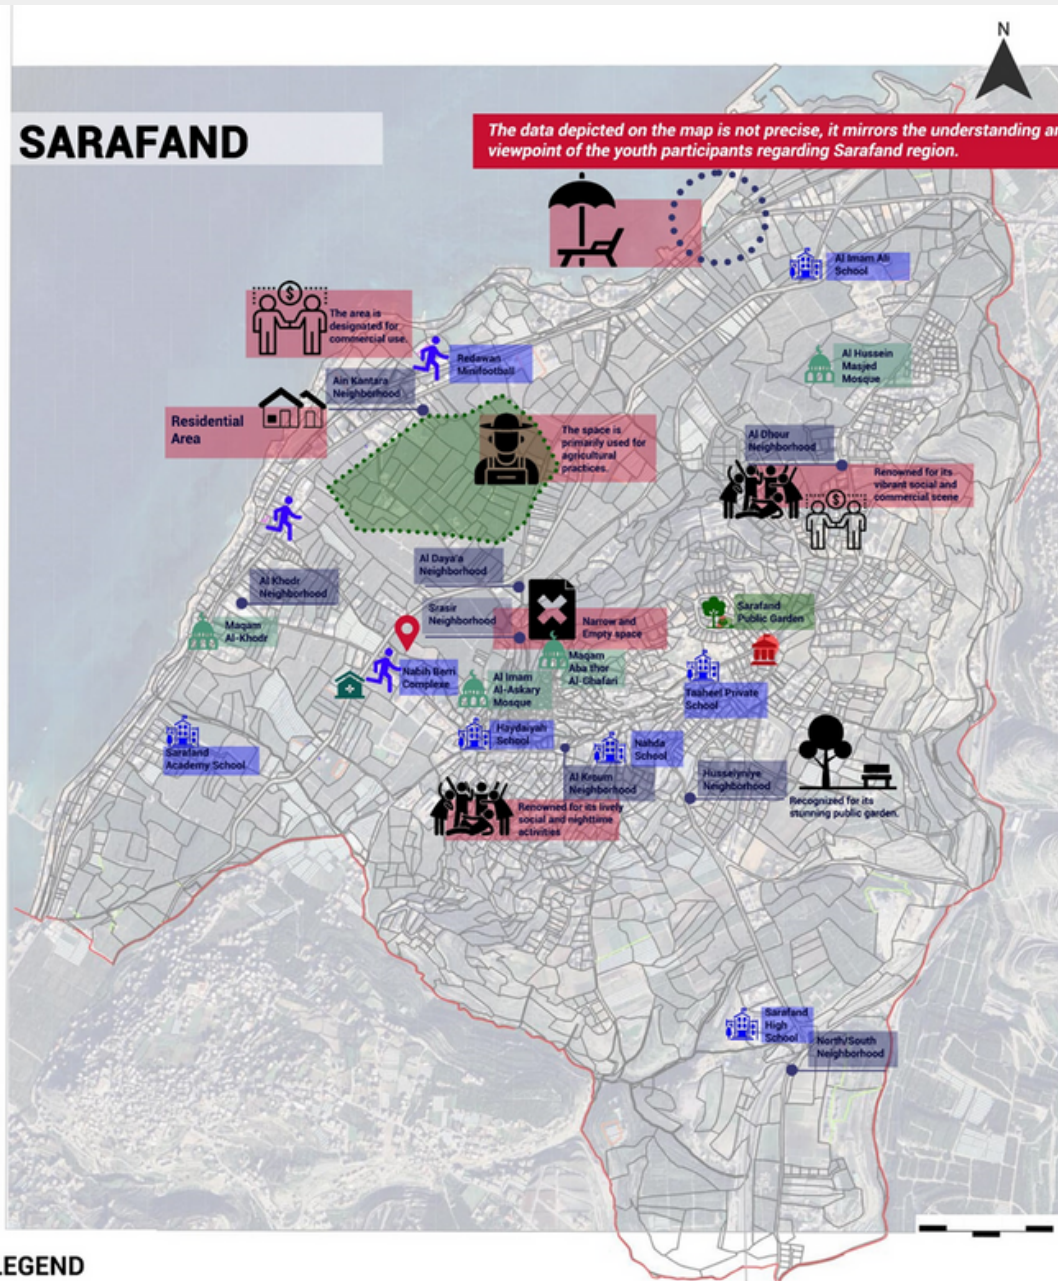 N
SARAFAND
The data depicted on the map is not precise, it mirrors the understanding
viewpoint of the youth participants regarding Sarafand region.
Al Imam Ali
School
The area is
designated for
commercial use.
Redawan
Minifootball
Al Hussein
Masjed
Mosque
Ain Kantara
Neighborhood
Residential
Area
The space is
primarily used for
agricultural
practices.
Al Dhour
Neighborhood
Renowned for its
vibrant social and
commercial scene
Al Daya'a
Neighborhood
Al Khodr
Neighborhood
Srasir
Neighborhood
Narrow and
Empty space
Sarafand
Public Garden
Maqam
Al-Khodr
Maqam
Aba thor
Al-Ghafari
Nabih Berri
Complexe
Al Imam
Al-Askary
Mosque
Taaheel Private
School
Sarafand
Academy School
Haydaiyah
School
Nahda
School
Al Kroum
Neighborhood
Husseiyniye
Neighborhood
Recognized for its
stunning public garden.
Renowned for its lively
social and nighttime
activities
Sarafand
High
School
North/South
Neighborhood
LEGEND